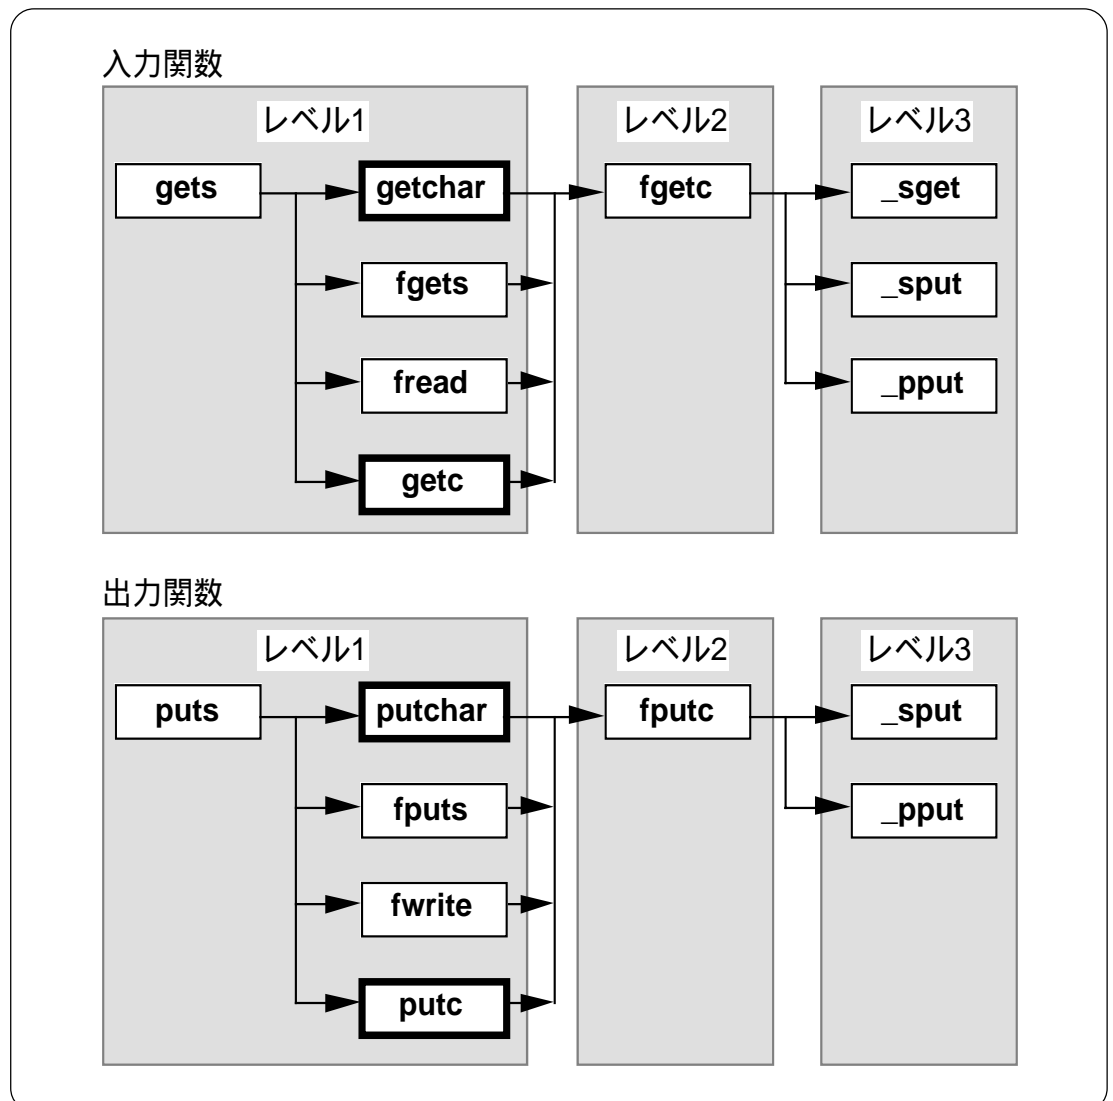 入力関数
レベル1
レベル2
レベル3
gets
getchar
fgetc
_sget
fgets
_sput
fread
_pput
getc
出力関数
レベル1
レベル2
レベル3
puts
putchar
fputc
_sput
fputs
_pput
fwrite
putc